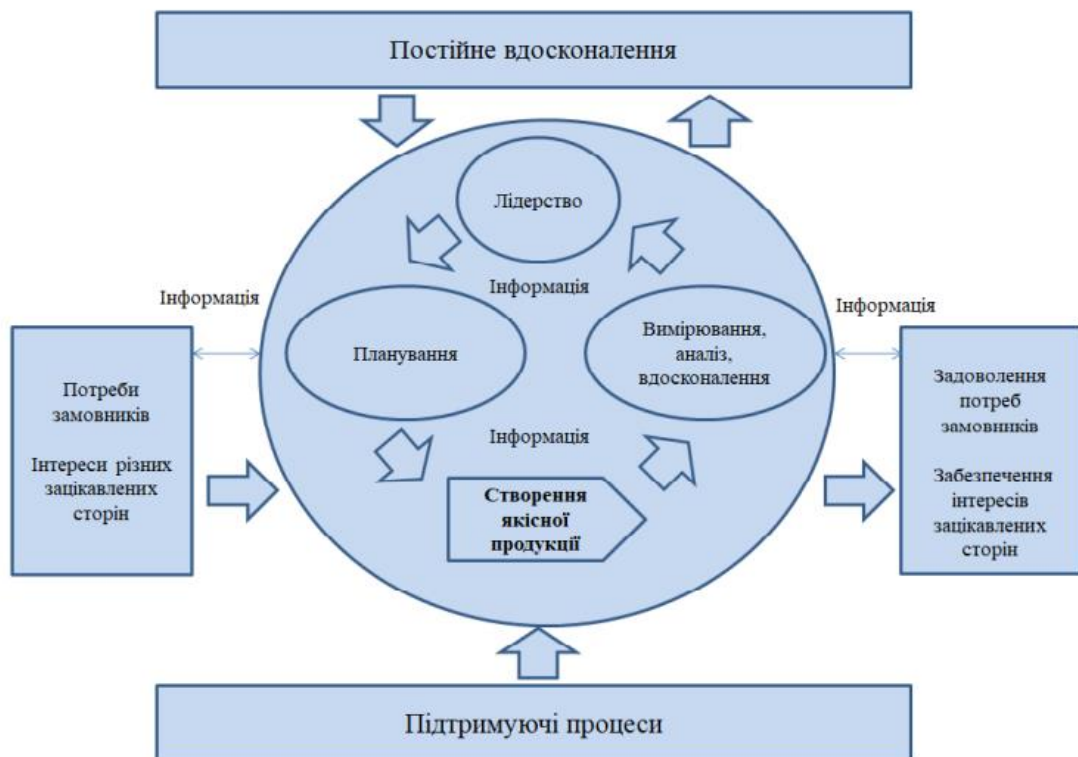 Постійне вдосконалення
Лідерство
Інформація
Інформація
Інформація
Планування
Вимірювання,
аналіз,
вдосконалення
Потреби
замовників
Інтереси різних
зацікавлених
сторін
Задоволення
потреб
замовників
Забезпечення
інтересів
зацікавлених
сторін
Інформація
Створення
якісної
продукції
Підтримуючі процеси